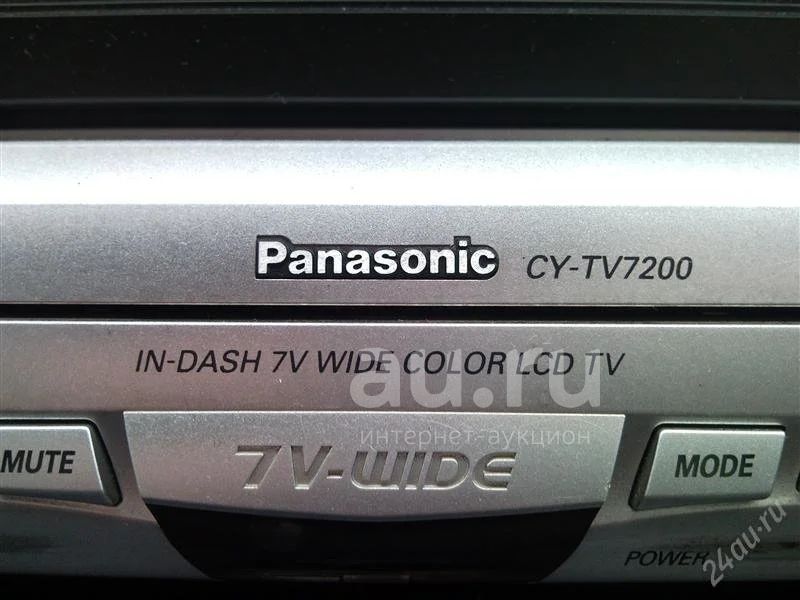 Panasonic CY-TV7200
IN-DASH 7V WIDE COLOR LCD TV
au.ru
интернет-аукцион
MUTE 7V-WIDE MODE
POWER
24au.ru